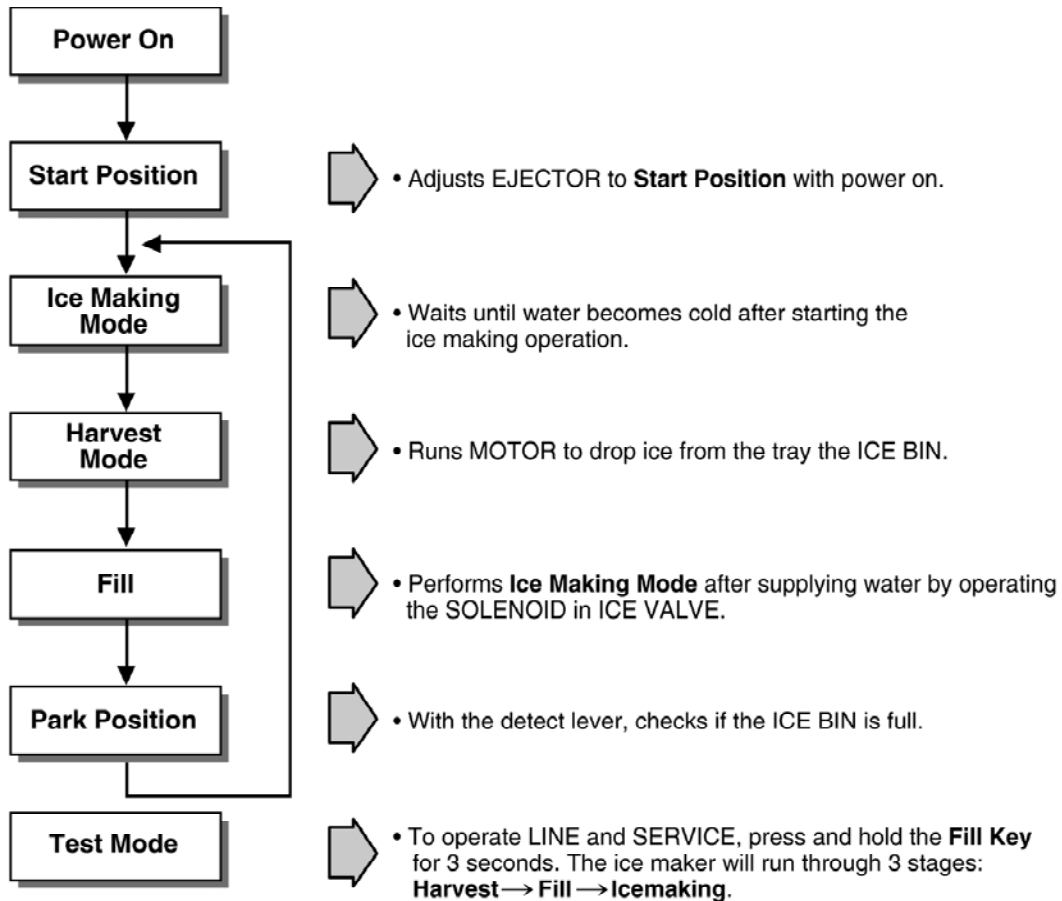 Power On
Start Position
• Adjusts EJECTOR to Start Position with power on.
Ice Making
Mode
• Waits until water becomes cold after starting the
ice making operation.
Harvest
Mode
• Runs MOTOR to drop ice from the tray the ICE BIN.
Fill
• Performs Ice Making Mode after supplying water by operating
the SOLENOID in ICE VALVE.
Park Position
• With the detect lever, checks if the ICE BIN is full.
Test Mode
• To operate LINE and SERVICE, press and hold the Fill Key
for 3 seconds. The ice maker will run through 3 stages:
Harvest→Fill→Icemaking.